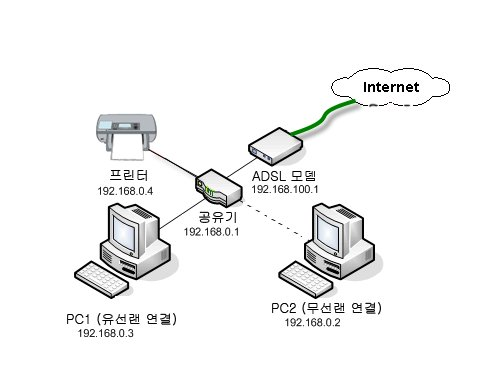 Internet
프린터
192.168.0.4
ADSL 모뎀
192.168.100.1
공유기
192.168.0.1
PC1 (유선랜 연결)
192.168.0.3
PC2 (무선랜 연결)
192.168.0.2